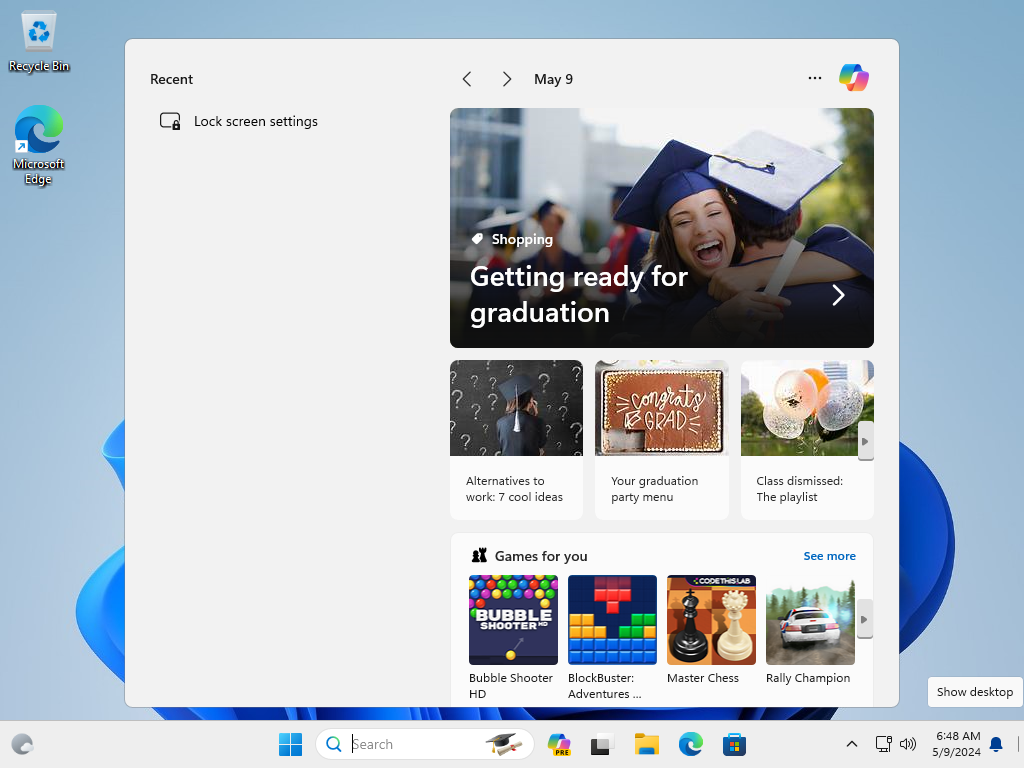 Recycle Bin
Microsoft
Edge
Recent
Lock screen settings
May 9
Shopping
Getting ready for
graduation
congrats
GRAD
Alternatives to
work: 7 cool ideas
Your graduation
party menu
Class dismissed:
The playlist
Games for you
See more
BUBBLE
SHOOTER HD
CODETHISLAB
Bubble Shooter
HD
BlockBuster:
Adventures ...
Master Chess
Rally Champion
Show desktop
Search
PRE
6:48 AM
5/9/2024